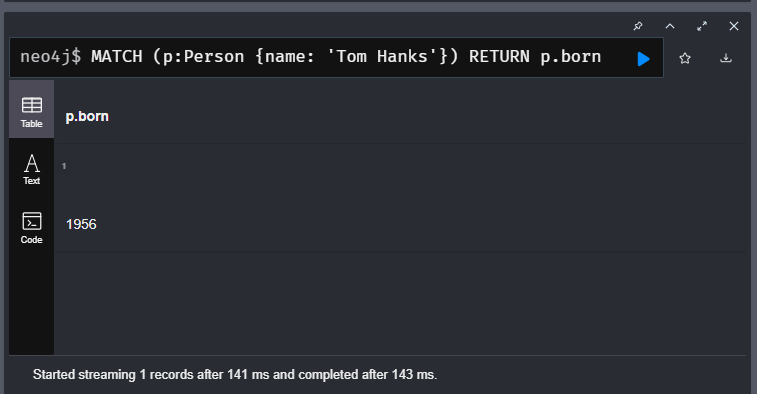 neo4j$ MATCH (p:Person {name: 'Tom Hanks'}) RETURN p.born
Table
p.born
Text
1
Code
1956
Started streaming 1 records after 141 ms and completed after 143 ms.